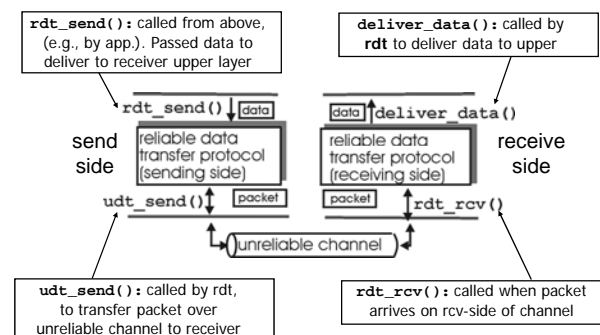 rdt_send(): called from above,
(e.g., by app.). Passed data to
deliver to receiver upper layer
deliver_data(): called by
rdt to deliver data to upper
rdt_send()
data
data
deliver_data()
send
side
reliable data
transfer protocol
(sending side)
reliable data
transfer protocol
(receiving side)
receive
side
udt_send()
packet
packet
rdt_rcv()
unreliable channel
udt_send(): called by rdt,
to transfer packet over
unreliable channel to receiver
rdt_rcv(): called when packet
arrives on rcv-side of channel